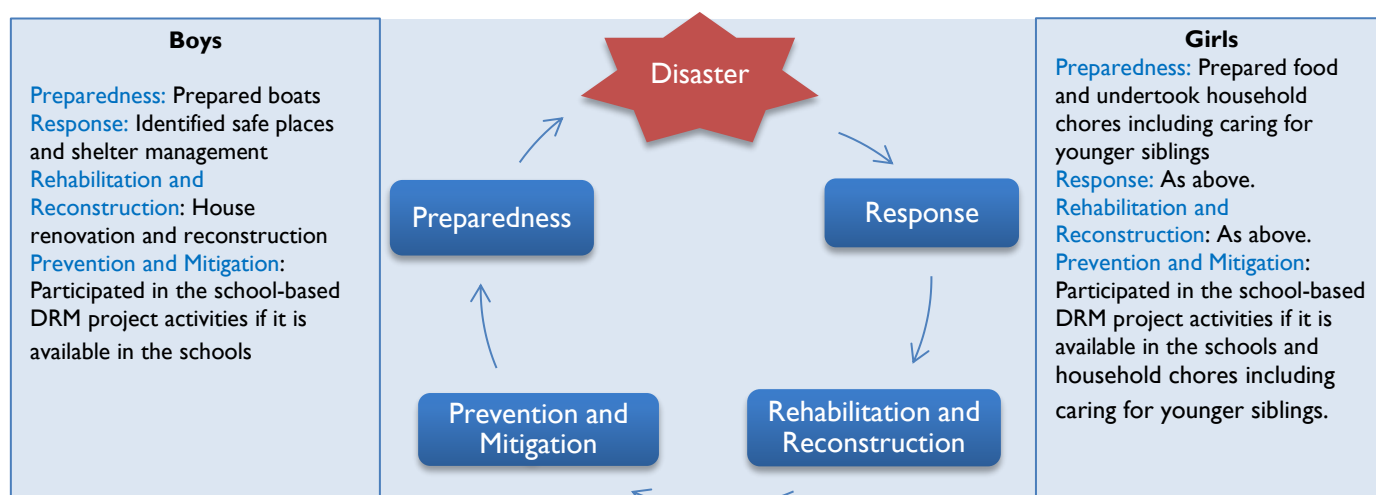 Boys
Preparedness: Prepared boats
Response: Identified safe places
and shelter management
Rehabilitation and
Reconstruction: House
renovation and reconstruction
Prevention and Mitigation:
Participated in the school-based
DRM project activities if it is
available in the schools
Disaster
Preparedness
Response
Prevention and
Mitigation
Rehabilitation and
Reconstruction
Girls
Preparedness: Prepared food
and undertook household
chores including caring for
younger siblings
Response: As above.
Rehabilitation and
Reconstruction: As above.
Prevention and Mitigation:
Participated in the school-based
DRM project activities if it is
available in the schools and
household chores including
caring for younger siblings.